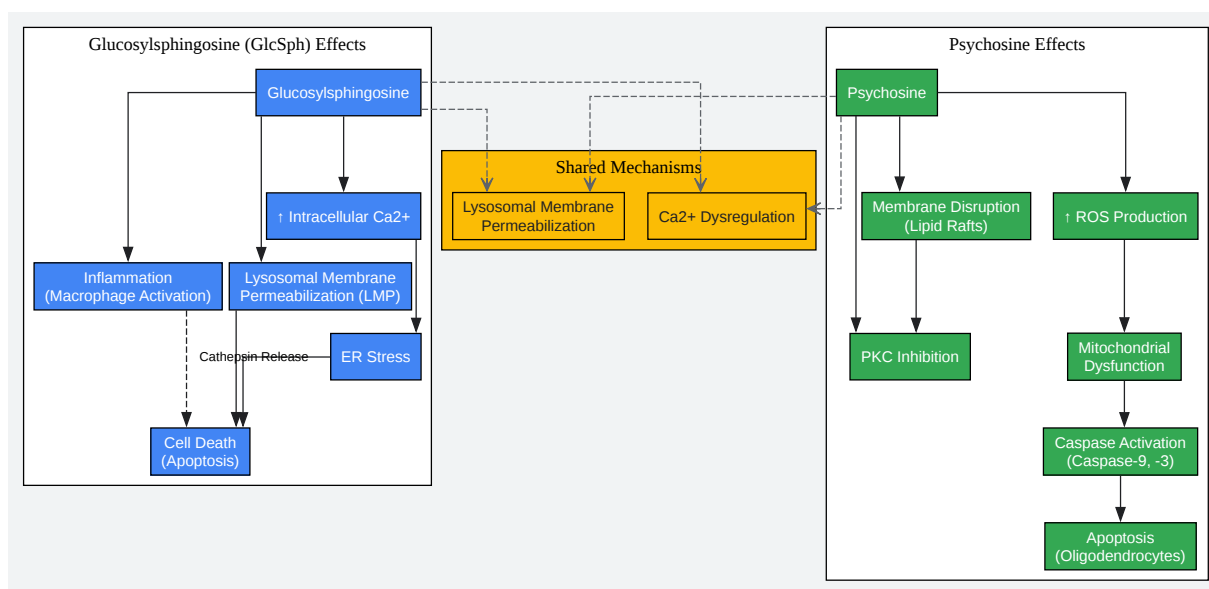 Glucosylsphingosine (GlcSph) Effects
Glucosylsphingosine
↑ Intracellular Ca2+
Inflammation
(Macrophage Activation)
Lysosomal Membrane
Permeabilization (LMP)
Cathepsin Release
ER Stress
Cell Death
(Apoptosis)
Shared Mechanisms
Lysosomal Membrane
Permeabilization
Ca2+ Dysregulation
Psychosine Effects
Psychosine
Membrane Disruption
(Lipid Rafts)
↑ ROS Production
PKC Inhibition
Mitochondrial
Dysfunction
Caspase Activation
(Caspase-9, -3)
Apoptosis
(Oligodendrocytes)